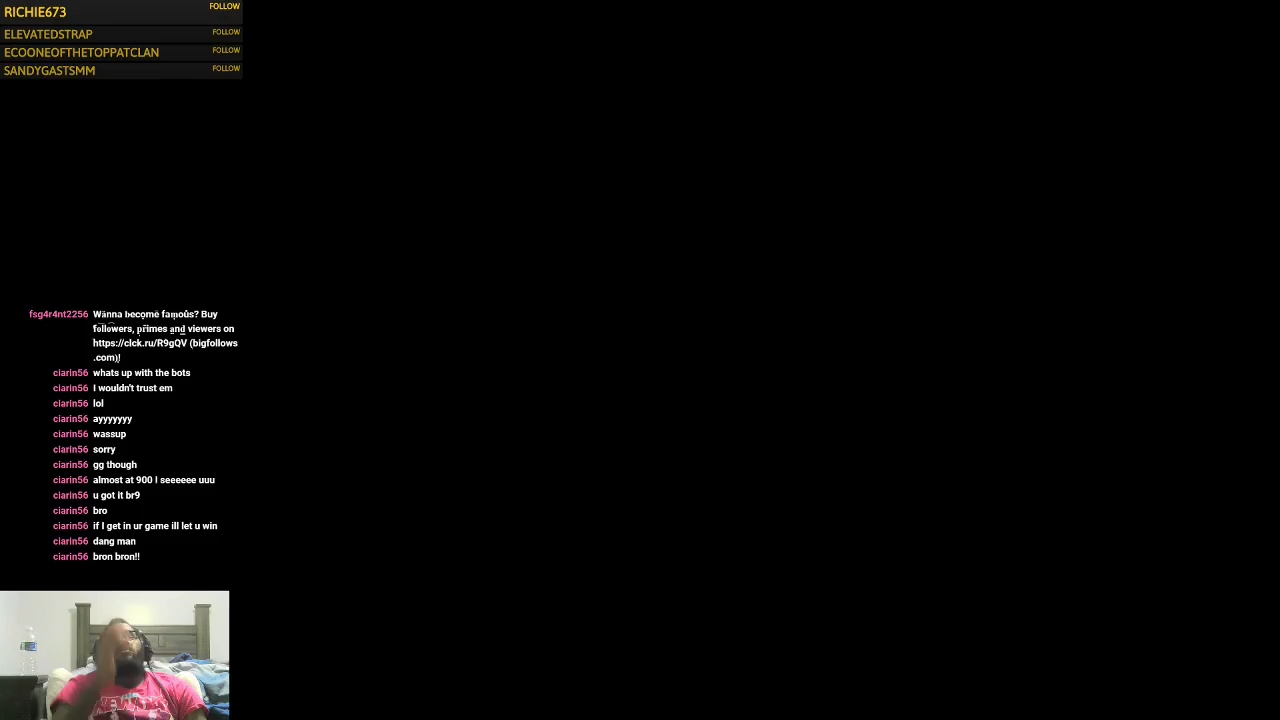 RICHIE673 FOLLOW
ELEVATEDSTRAP FOLLOW
ECOONEOFTHETOPPATCLAN FOLLOW
SANDYGASTSMM FOLLOW
fsg4r4nt2256 Wanna become famous? Buy
followers, primes and viewers on
https://clck.ru/R9gQV (bigfollows
.com)!
ciarin56 whats up with the bots
ciarin56 I wouldn't trust em
ciarin56 lol
ciarin56 ayyyyyyy
ciarin56 wassup
ciarin56 sorry
ciarin56 gg though
ciarin56 almost at 900 I seeeeee uuu
ciarin56 u got it br9
ciarin56 bro
ciarin56 if I get in ur game ill let u win
ciarin56 dang man
ciarin56 bron bron!!